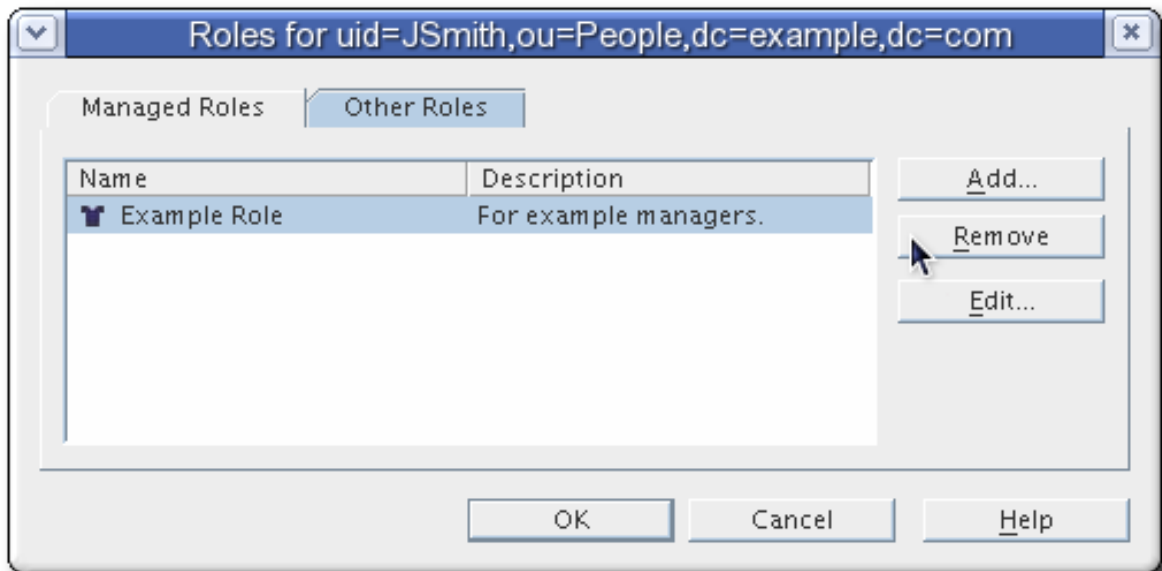 Roles for uid=JSmith,ou=People,dc=example,dc=com
Managed Roles Other Roles
Name Description Add...
Example Role For example managers.
Remove
Edit...
OK Cancel Help